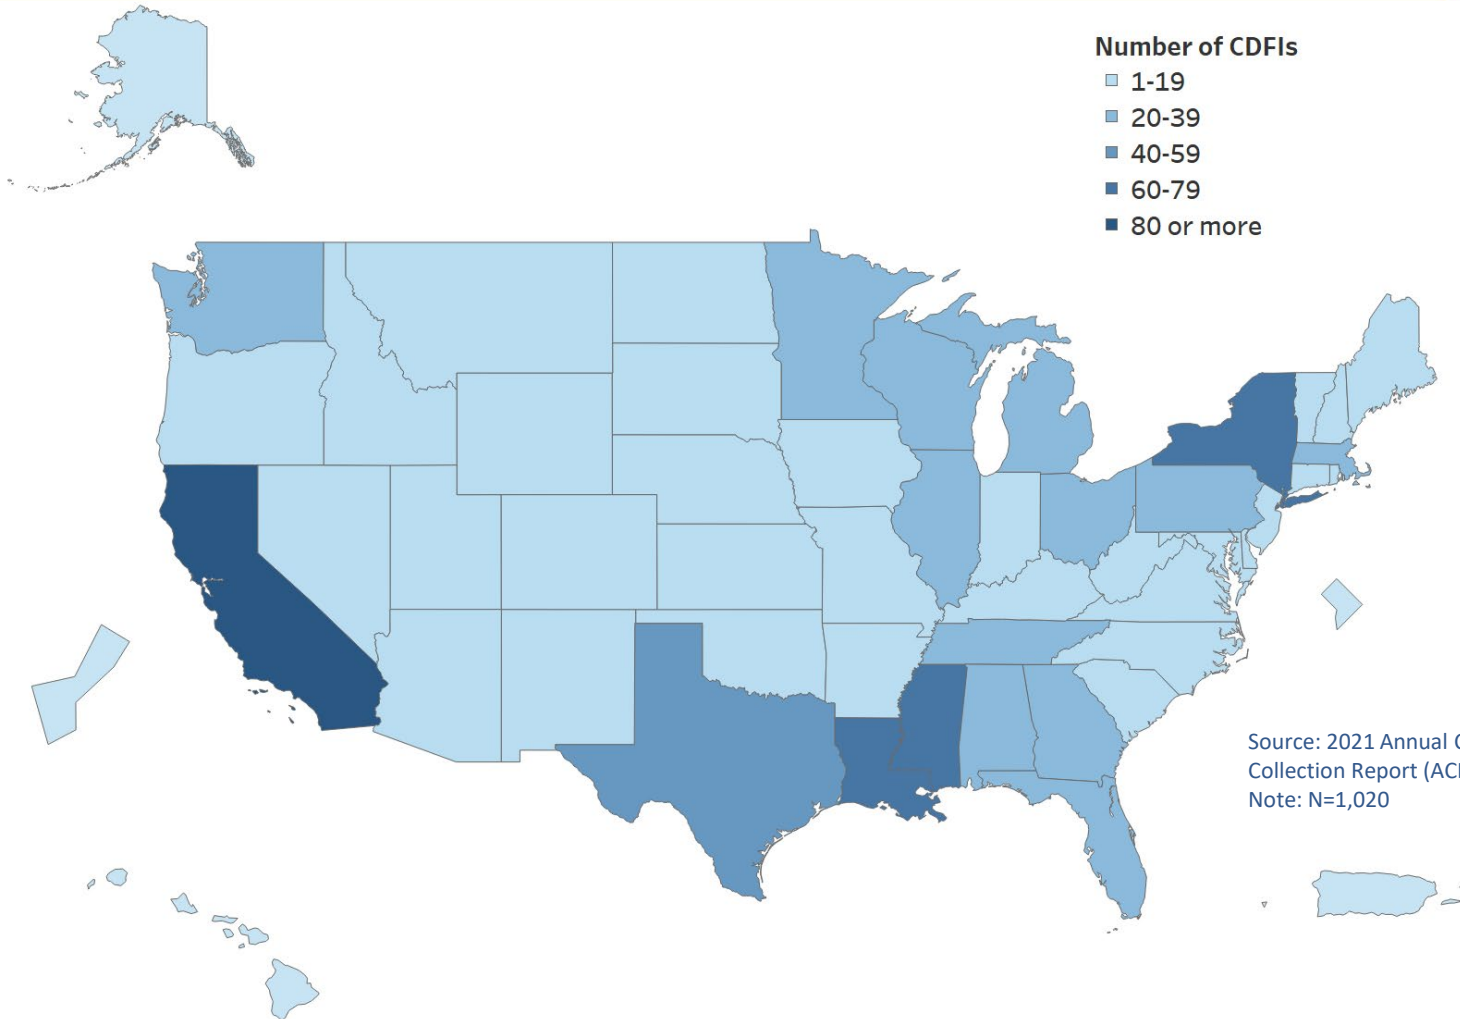 Number of CDFIs
1-19
20-39
40-59
60-79
80 or more
Source: 2021 Annual
Collection Report
Note: N=1,020